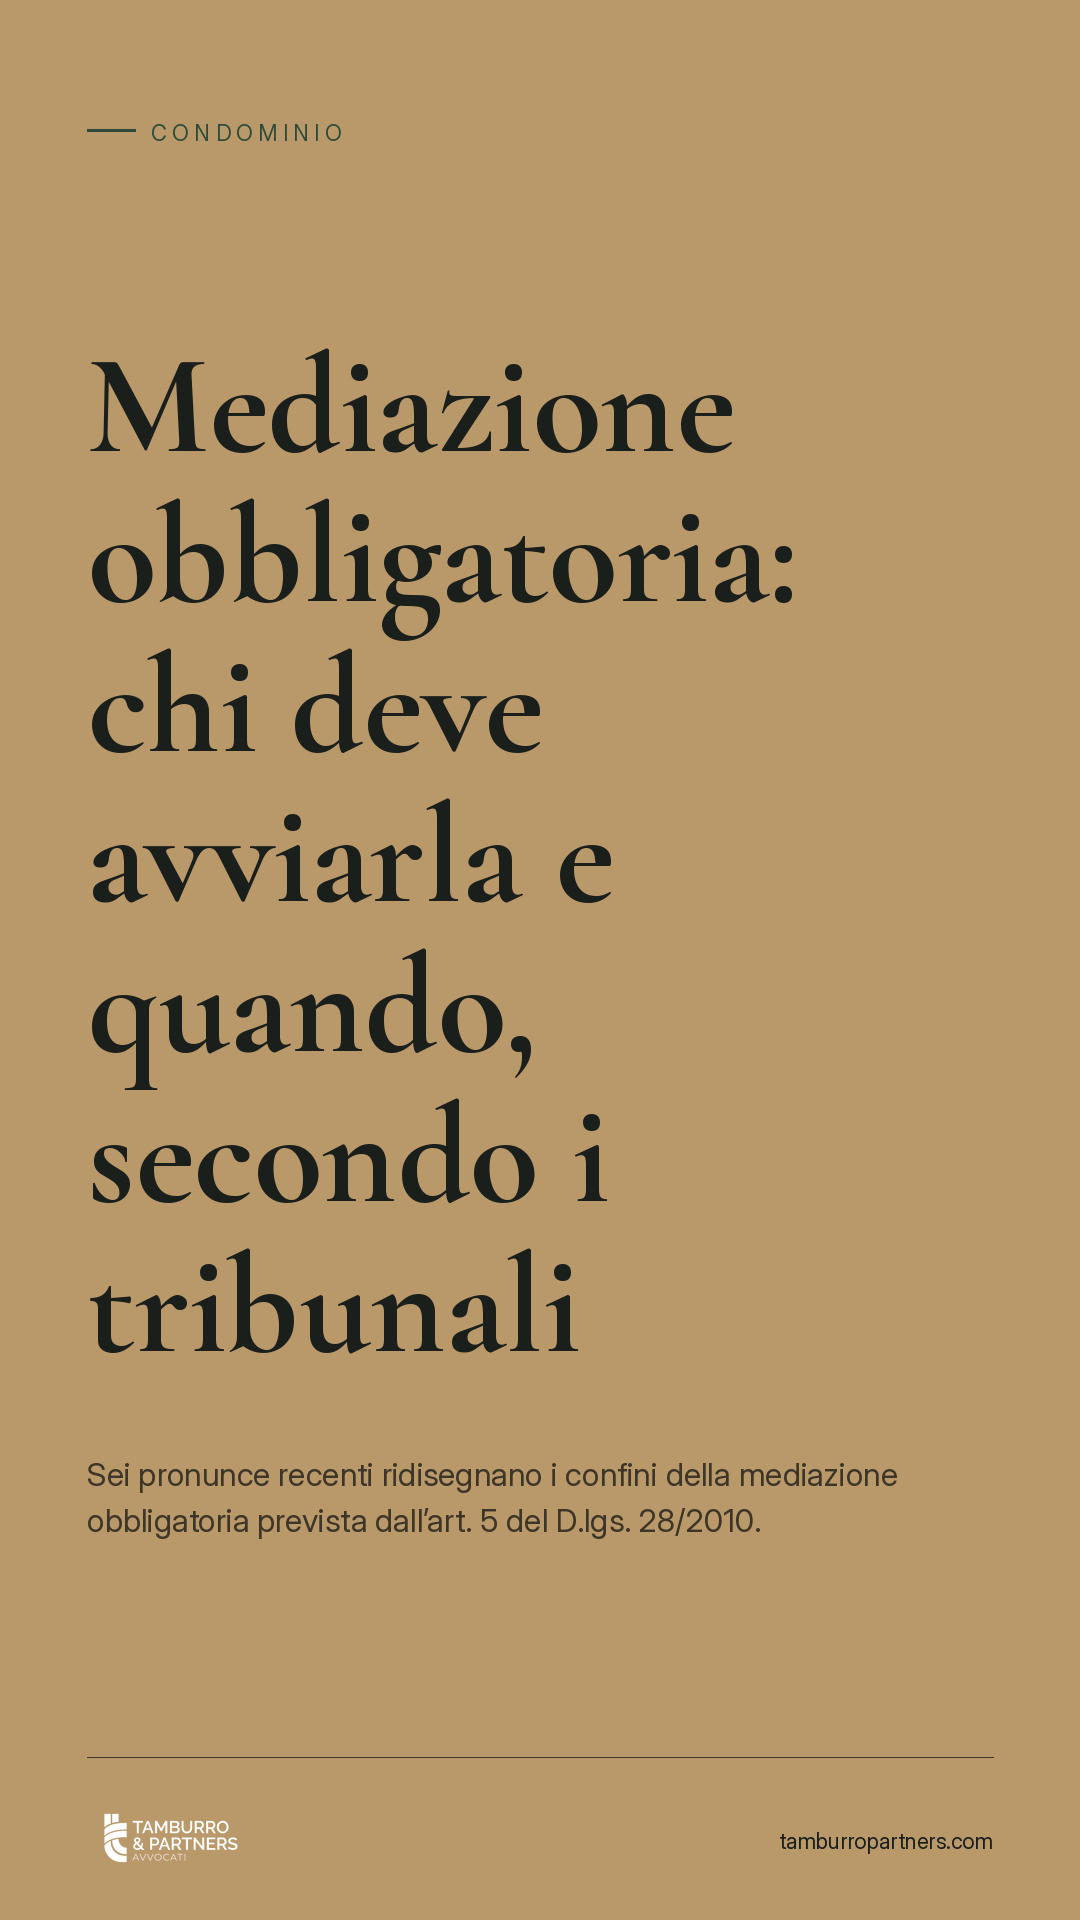 CONDOMINIO
Mediazione
obbligatoria:
chi deve
avviarla e
quando,
secondo i
tribunali
Sei pronunce recenti ridisegnano i confini della mediazione
obbligatoria prevista dall’art. 5 del D.lgs. 28/2010.
TAMBURRO
& PARTNERS
AVVOCATI
tamburropartners.com